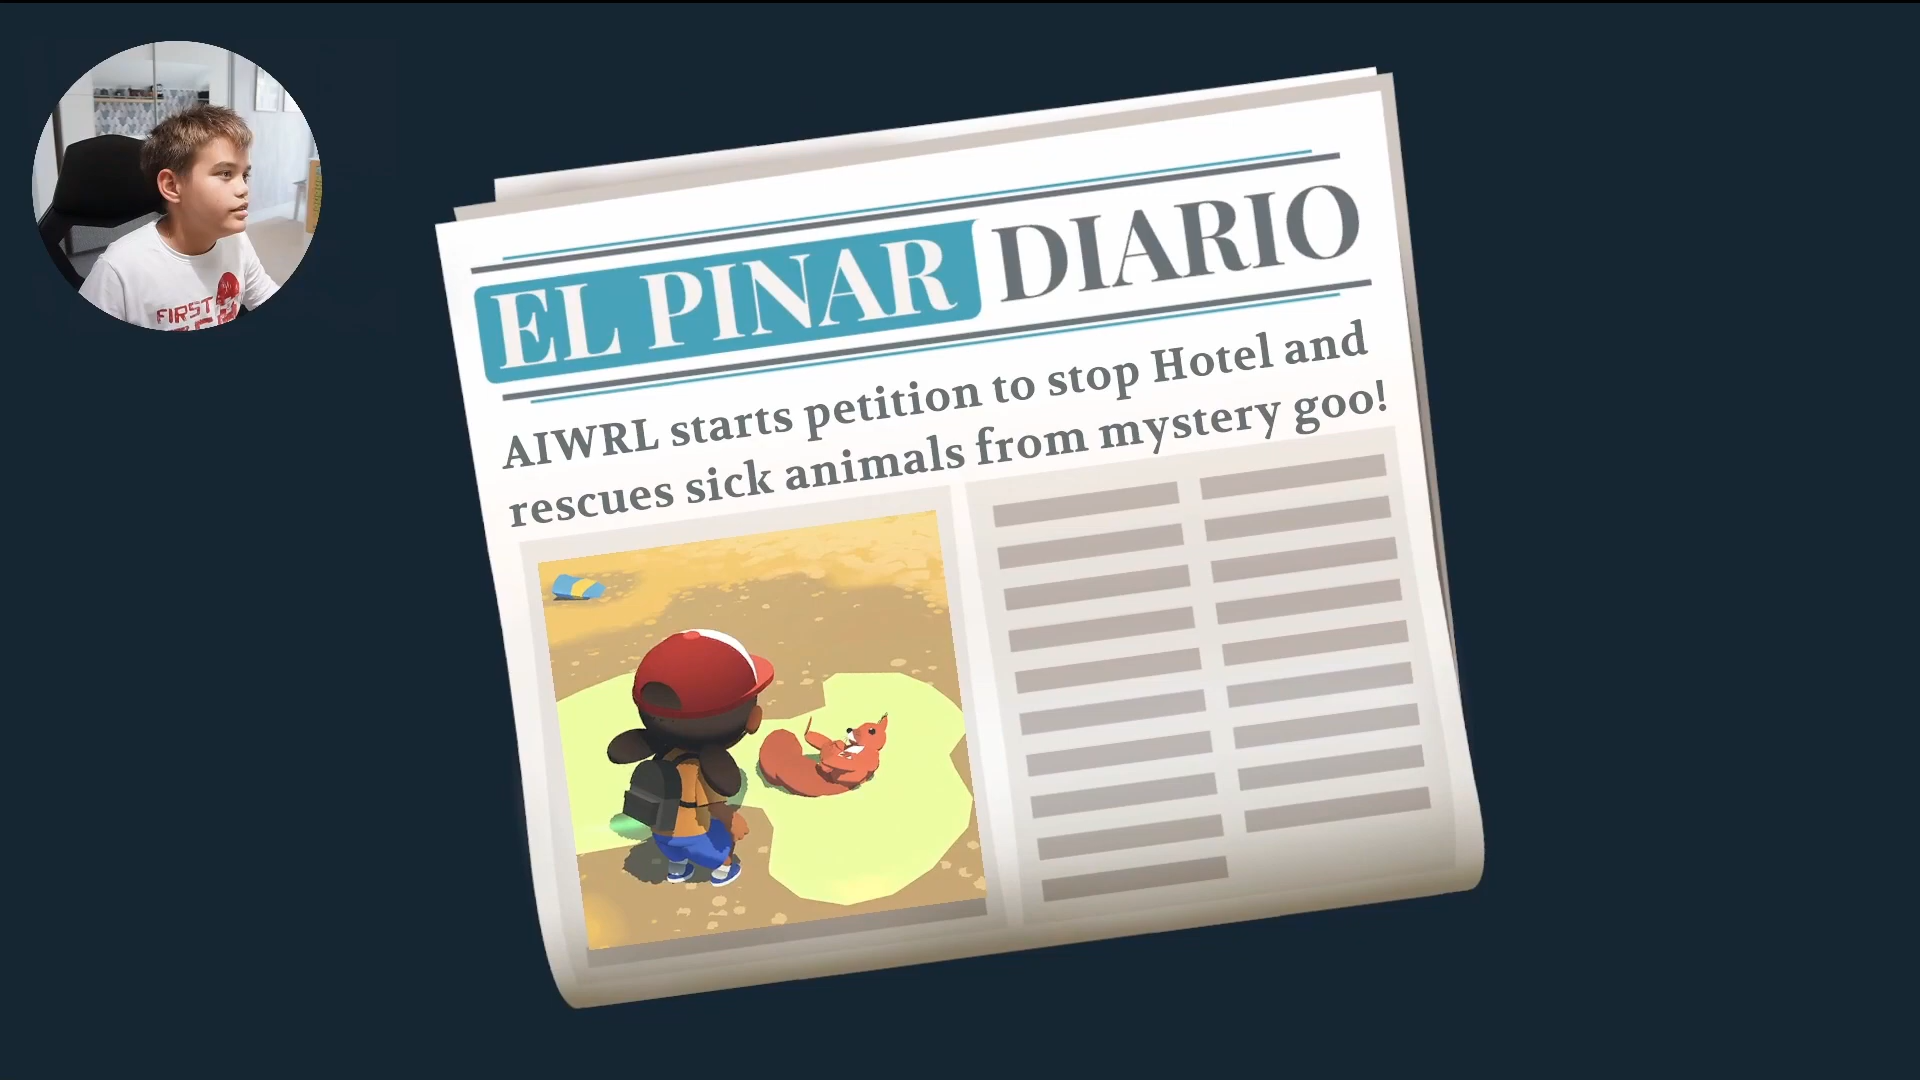 EL PINAR DIARIO
AIWRL starts petition to stop Hotel and
rescues sick animals from mystery goo!
FIRST